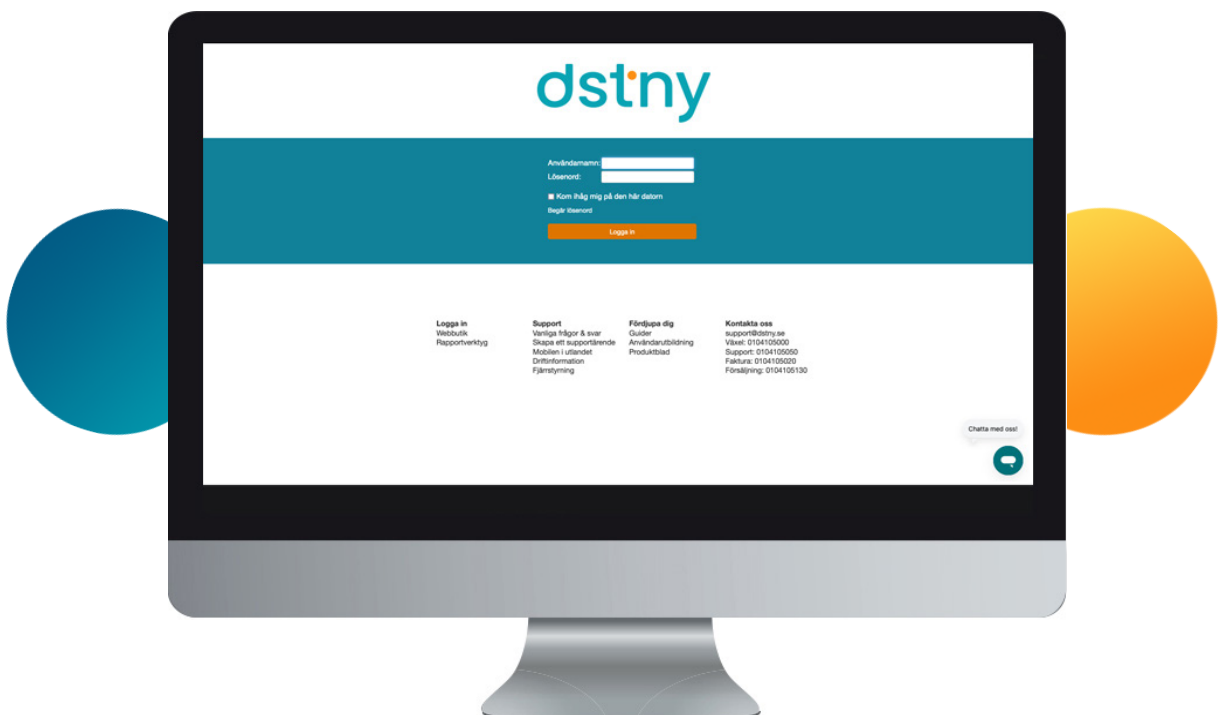 dstny
Användarnamn:
Lösenord:
Kom ihåg mig på den här datorn
Begär lösenord
Logga in
Logga in
Webbutik
Rapportverktyg
Support
Vanliga frågor & svar
Skapa ett supportärende
Mobilen i utlandet
Driftinformation
Fjärrstyrning
Fördjupa dig
Guider
Användarutbildning
Produktblad
Kontakta oss
support@dstny.se
Växel: 0104105000
Support: 0104105050
Faktura: 0104105020
Försäljning: 0104105130
Chatta med oss!